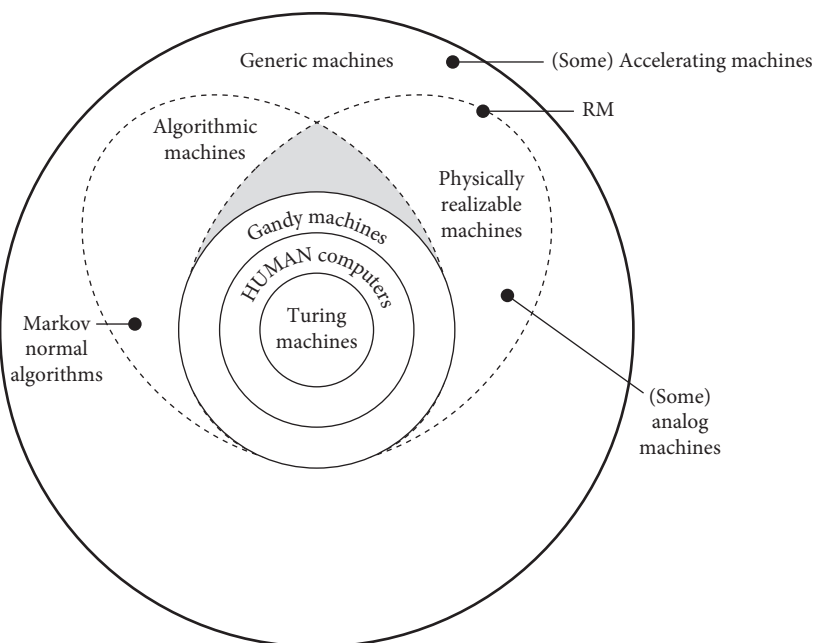 Generic machines
(Some) Accelerating machines
RM
Algorithmic
machines
Physically
realizable
machines
Gandy machines
HUMAN computers
Turing
machines
Markov
normal
algorithms
(Some)
analog
machines